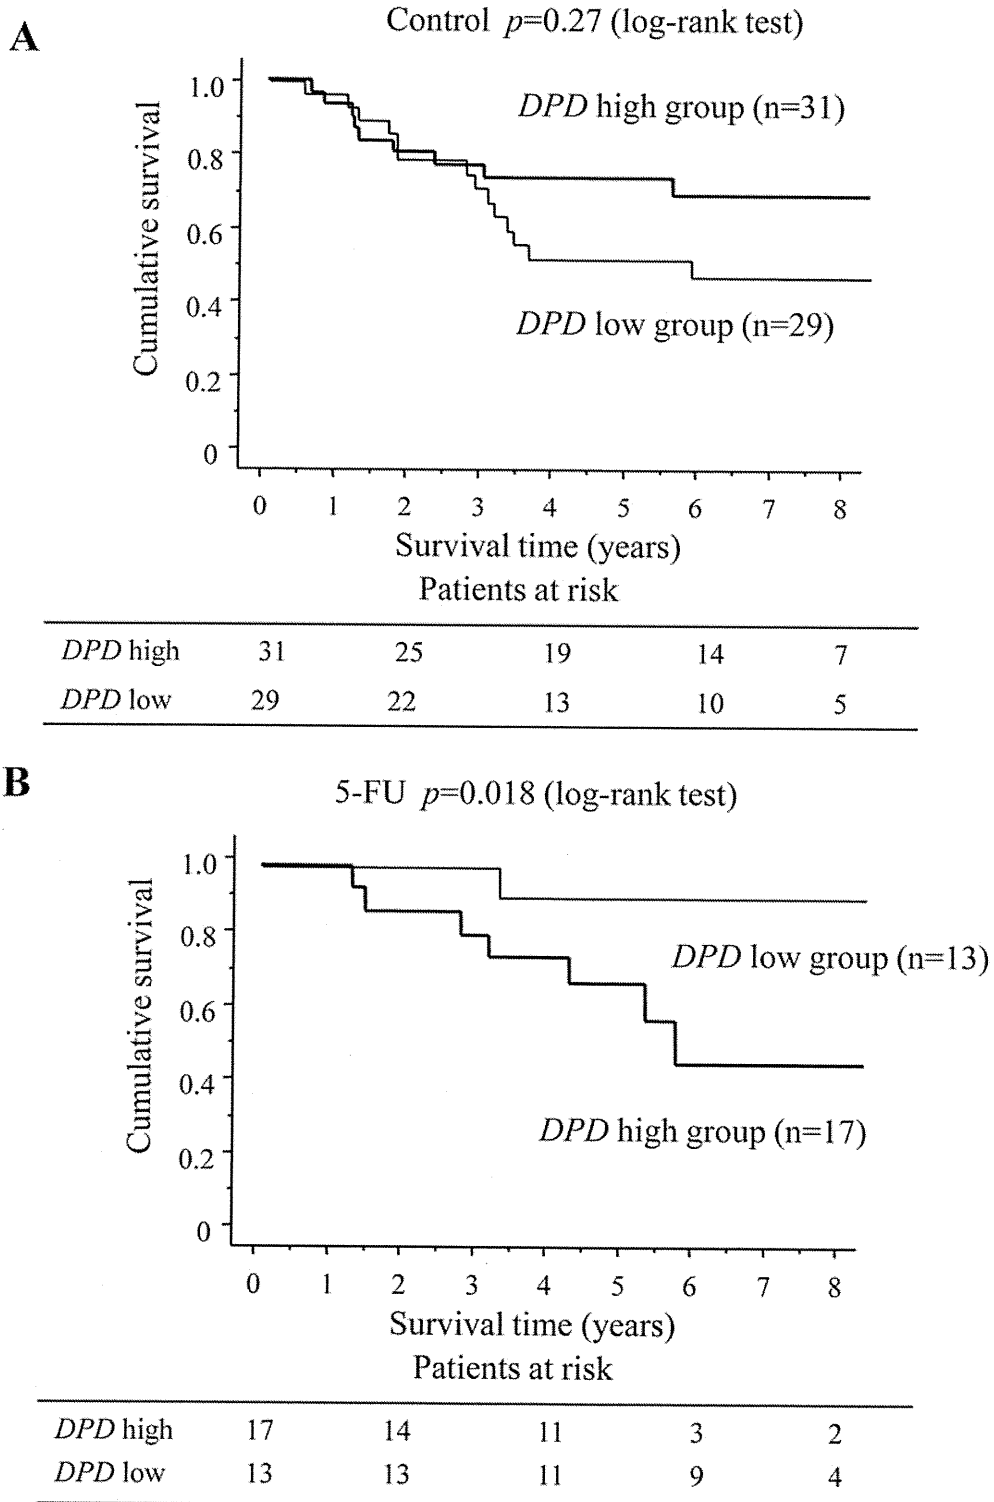 A
Control p=0.27 (log-rank test)
Cumulative survival
1.0
0.8
0.6
0.4
0.2
0
DPD high group (n=31)
DPD low group (n=29)
0 1 2 3 4 5 6 7 8
Survival time (years)
Patients at risk
DPD high 31 25 19 14 7
DPD low 29 22 13 10 5
B
5-FU p=0.018 (log-rank test)
Cumulative survival
1.0
0.8
0.6
0.4
0.2
0
DPD low group (n=13)
DPD high group (n=17)
0 1 2 3 4 5 6 7 8
Survival time (years)
Patients at risk
DPD high 17 14 11 3 2
DPD low 13 13 11 9 4